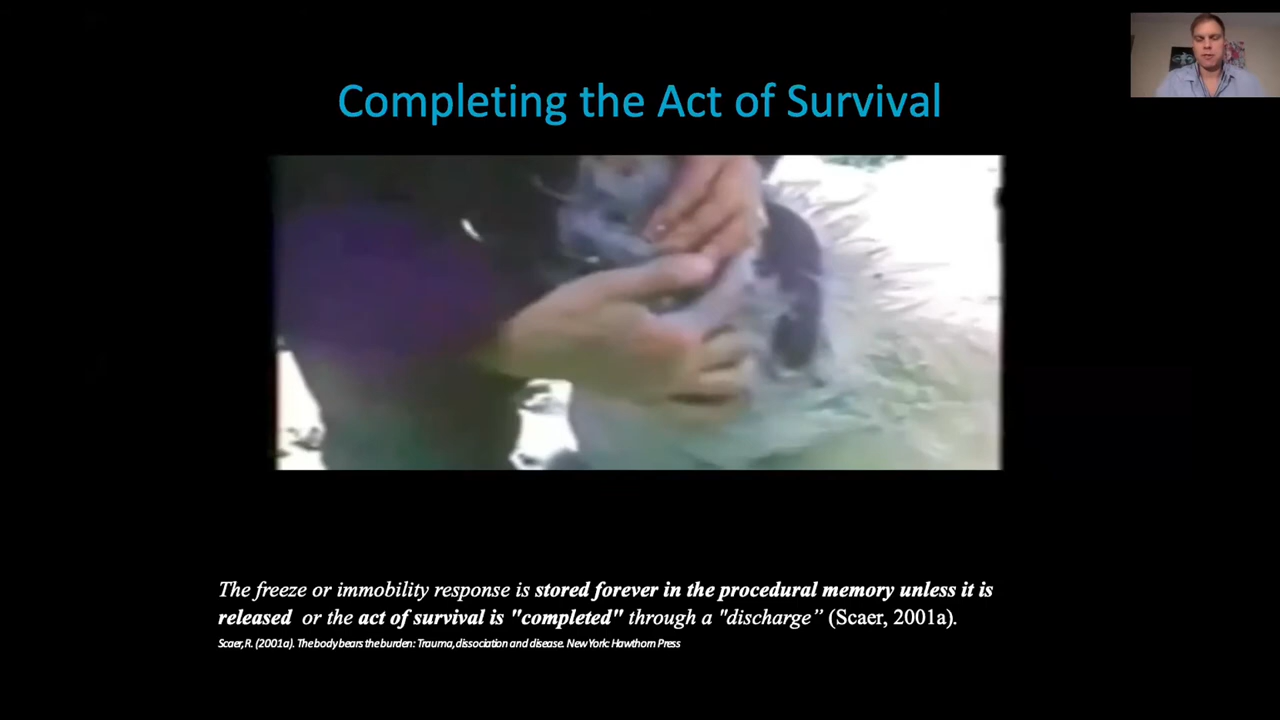 Completing the Act of Survival
The freeze or immobility response is stored forever in the procedural memory unless it is
released or the act of survival is "completed" through a "discharge” (Scaer, 2001a).
Scaer, R. (2001a). The body bears the burden: Trauma, dissociation and disease. New York: Hawthorn Press